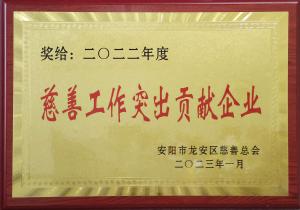 奖给：二〇二二年度
慈善工作突出贡献企业
安阳市龙安区慈善总会
二〇二三年一月